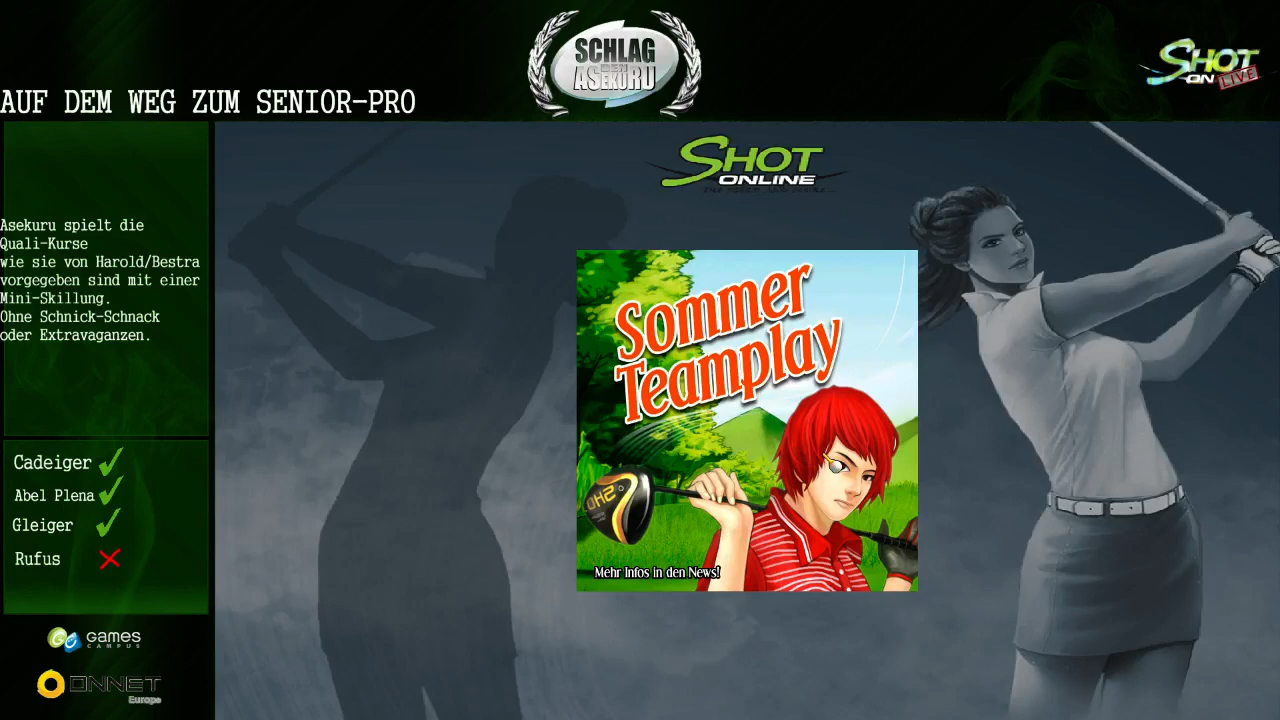 SCHLAG
DEN
ASEKURU
SHOT
ON LIVE
AUF DEM WEG ZUM SENIOR-PRO
SHOT
ONLINE
Asekuru spielt die
Quali-Kurse
wie sie von Harold/Bestra
vorgegeben sind mit einer
Mini-Skillung.
Ohne Schnick-Schnack
oder Extravaganzen.
Sommer
Teamplay
SHO
Mehr Infos in den News!
Cadeiger
Abel Plena
Gleiger
Rufus
GAMES
CAMPUS
ONNET
Europe